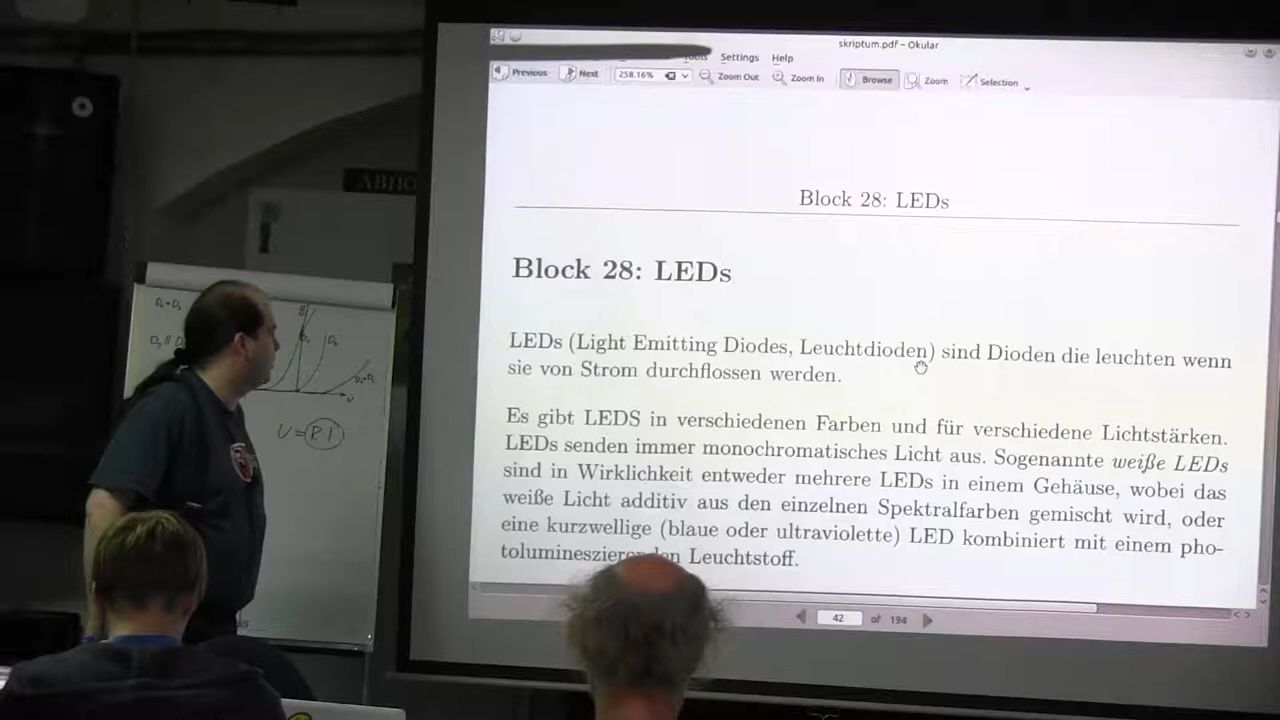 skriptum.pdf – Okular
Tools Settings Help
Previous Next 258.16% Zoom Out Zoom In Browse Zoom Selection
Block 28: LEDs
Block 28: LEDs
LEDs (Light Emitting Diodes, Leuchtdioden) sind Dioden die leuchten wenn
sie von Strom durchflossen werden.
Es gibt LEDS in verschiedenen Farben und für verschiedene Lichtstärken.
LEDs senden immer monochromatisches Licht aus. Sogenannte weiße LEDs
sind in Wirklichkeit entweder mehrere LEDs in einem Gehäuse, wobei das
weiße Licht additiv aus den einzelnen Spektralfarben gemischt wird, oder
eine kurzwellige (blaue oder ultraviolette) LED kombiniert mit einem pho-
tolumineszierenden Leuchtstoff.
42 of 194
ABHO
U = RI